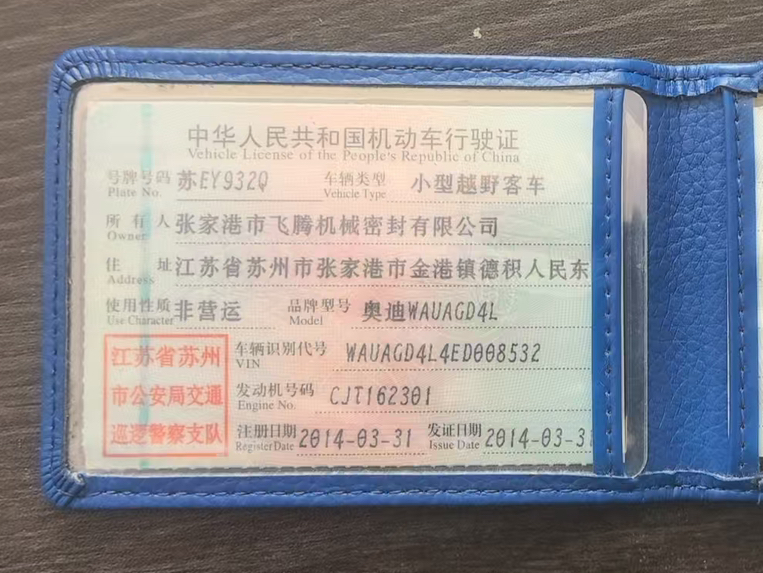 中华人民共和国机动车行驶证
Vehicle License of the People's Republic of China
号牌号码 苏EY932Q 车辆类型 小型越野客车
Plate No. Vehicle Type
所有人 张家港市飞腾机械密封有限公司
Owner
住址 江苏省苏州市张家港市金港镇德积人民东
Address
使用性质 非营运 品牌型号 奥迪WAUAGD4L
Use Character Model
江苏省苏州 车辆识别代号 WAUAGD4L4ED008532
VIN
市公安局交通 发动机号码 CJT162301
Engine No.
巡逻警察支队 注册日期 2014-03-31 发证日期 2014-03-31
Register Date Issue Date